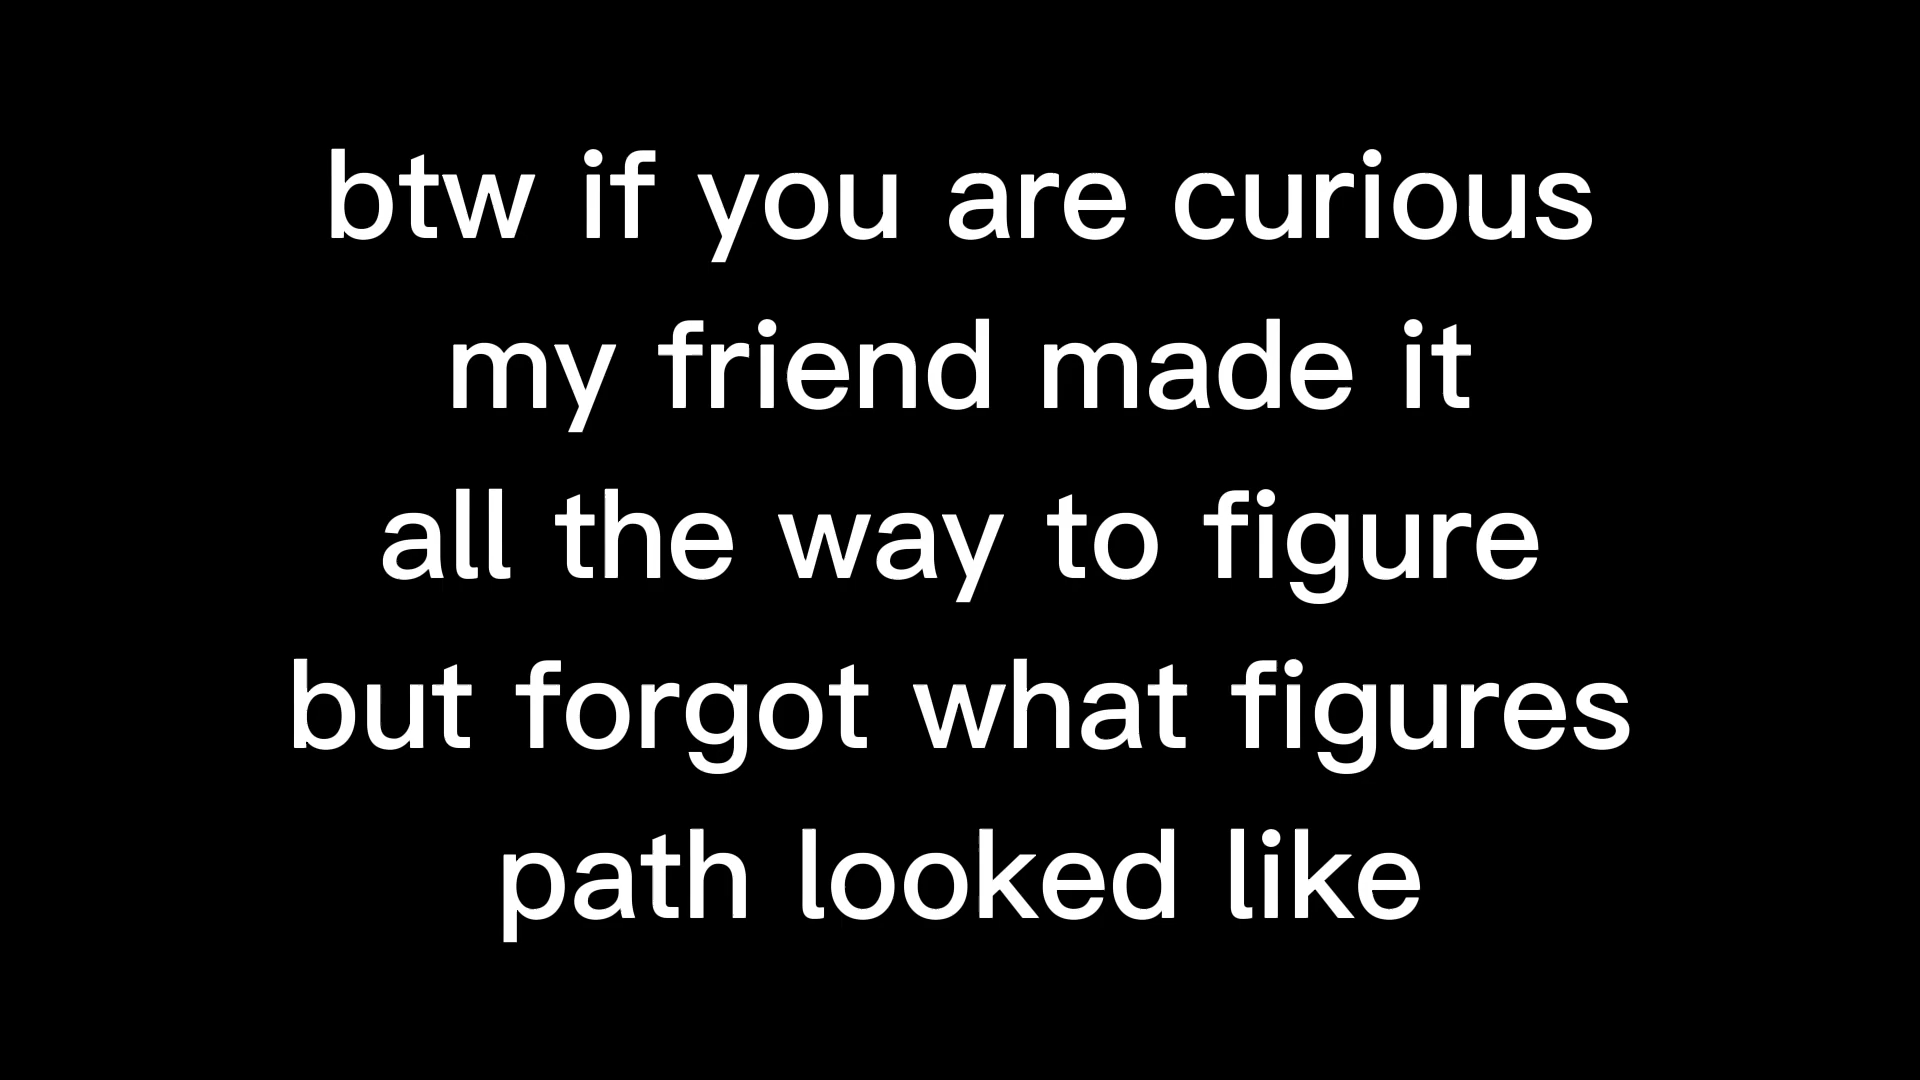 btw if you are curious
my friend made it
all the way to figure
but forgot what figures
path looked like